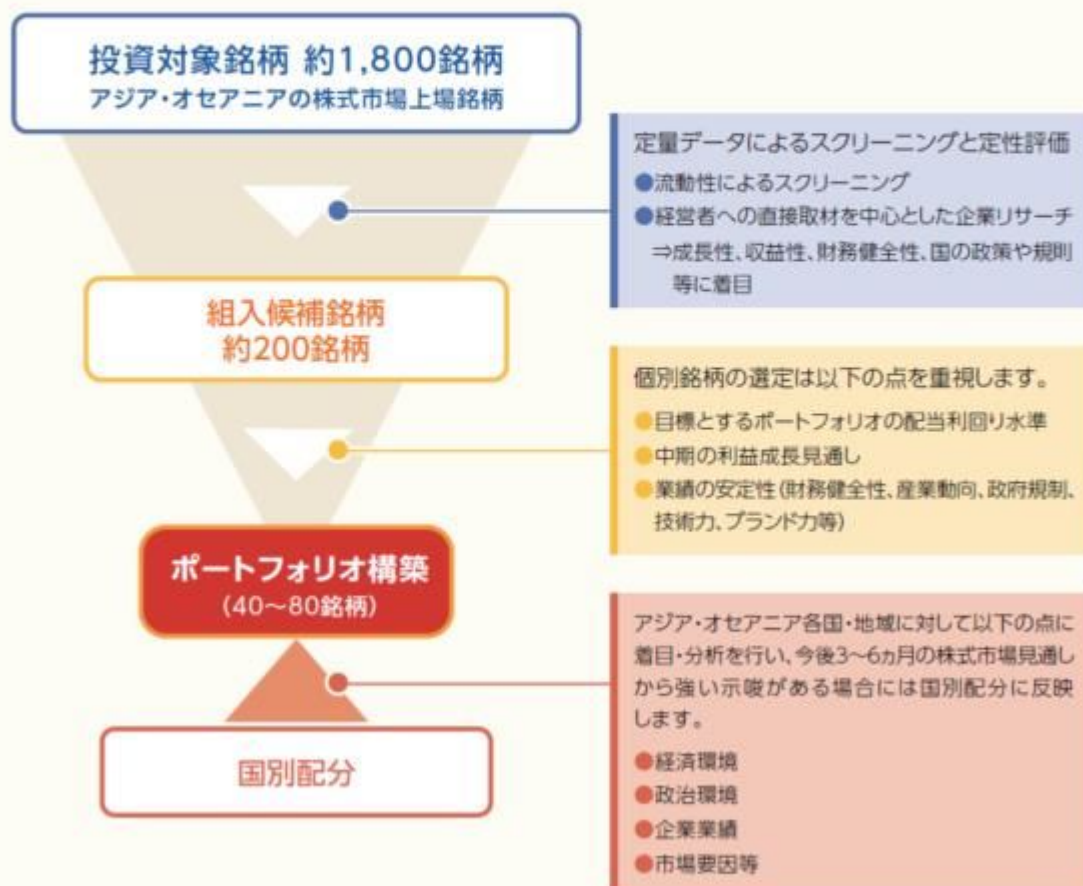 投資対象銘柄 約1,800銘柄
アジア・オセアニアの株式市場上場銘柄
定量データによるスクリーニングと定性評価
●流動性によるスクリーニング
●経営者への直接取材を中心とした企業リサーチ
⇒成長性、収益性、財務健全性、国の政策や規則
等に着目
組入候補銘柄
約200銘柄
個別銘柄の選定は以下の点を重視します。
●目標とするポートフォリオの配当利回り水準
●中期の利益成長見通し
●業績の安定性(財務健全性、産業動向、政府規制、
技術力、ブランド力等)
ポートフォリオ構築
(40～80銘柄)
アジア・オセアニア各国・地域に対して以下の点に
着目・分析を行い、今後3～6ヵ月の株式市場見通し
から強い示唆がある場合には国別配分に反映
します。
●経済環境
●政治環境
●企業業績
●市場要因等
国別配分